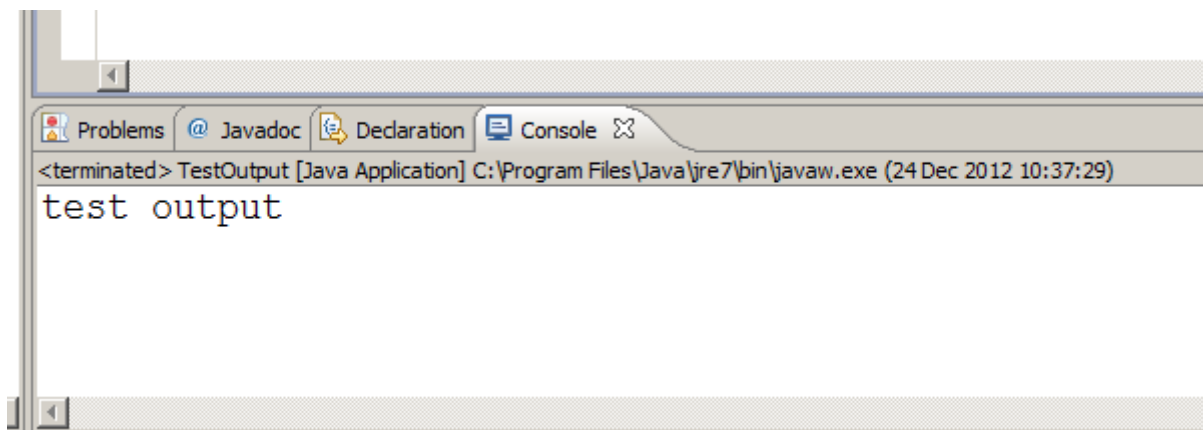 Problems @ Javadoc Declaration Console
<terminated> TestOutput [Java Application] C:\Program Files\Java\jre7\bin\javaw.exe (24 Dec 2012 10:37:29)
test output